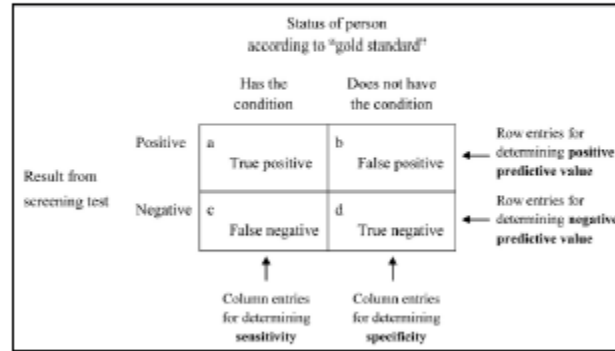 Status of person
according to "gold standard"
Has the
condition
Does not have
the condition
Result from
screening test
Positive
a
True positive
b
False positive
Row entries for
determining positive
predictive value
Negative
c
False negative
d
True negative
Row entries for
determining negative
predictive value
Column entries
for determining
sensitivity
Column entries
for determining
specificity